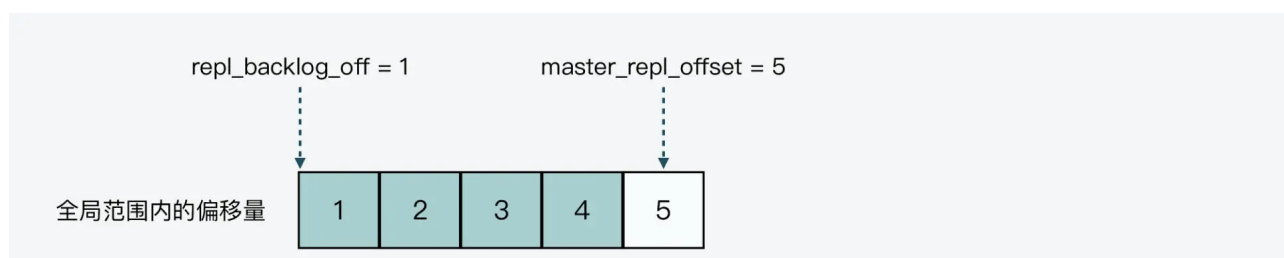 repl_backlog_off = 1 master_repl_offset = 5
全局范围内的偏移量 1 2 3 4 5